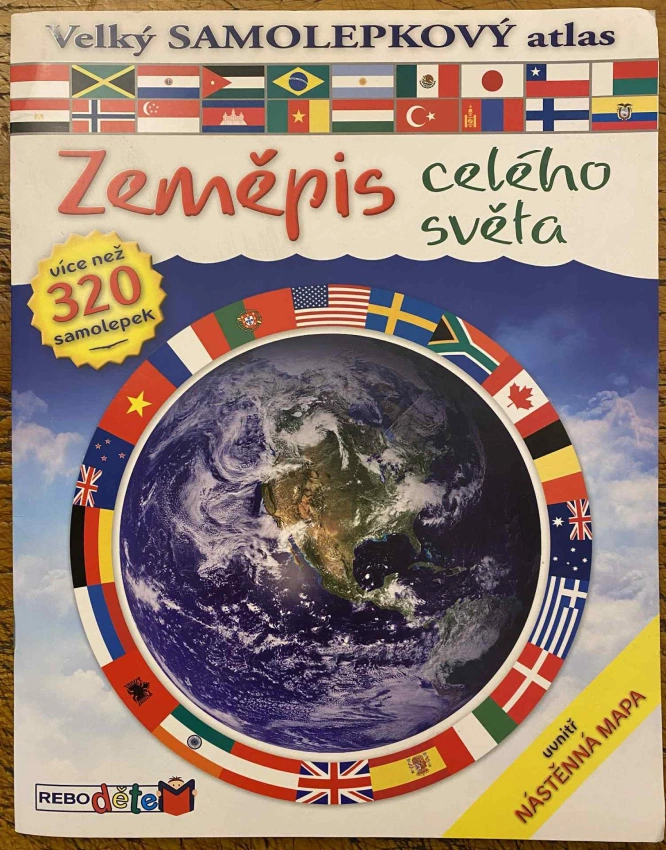 Velký SAMOLEPKOVÝ atlas
Zeměpis celého
světa
více než
320
samolepek
uvnitř
NÁSTĚNNÁ MAPA
REBO dětem